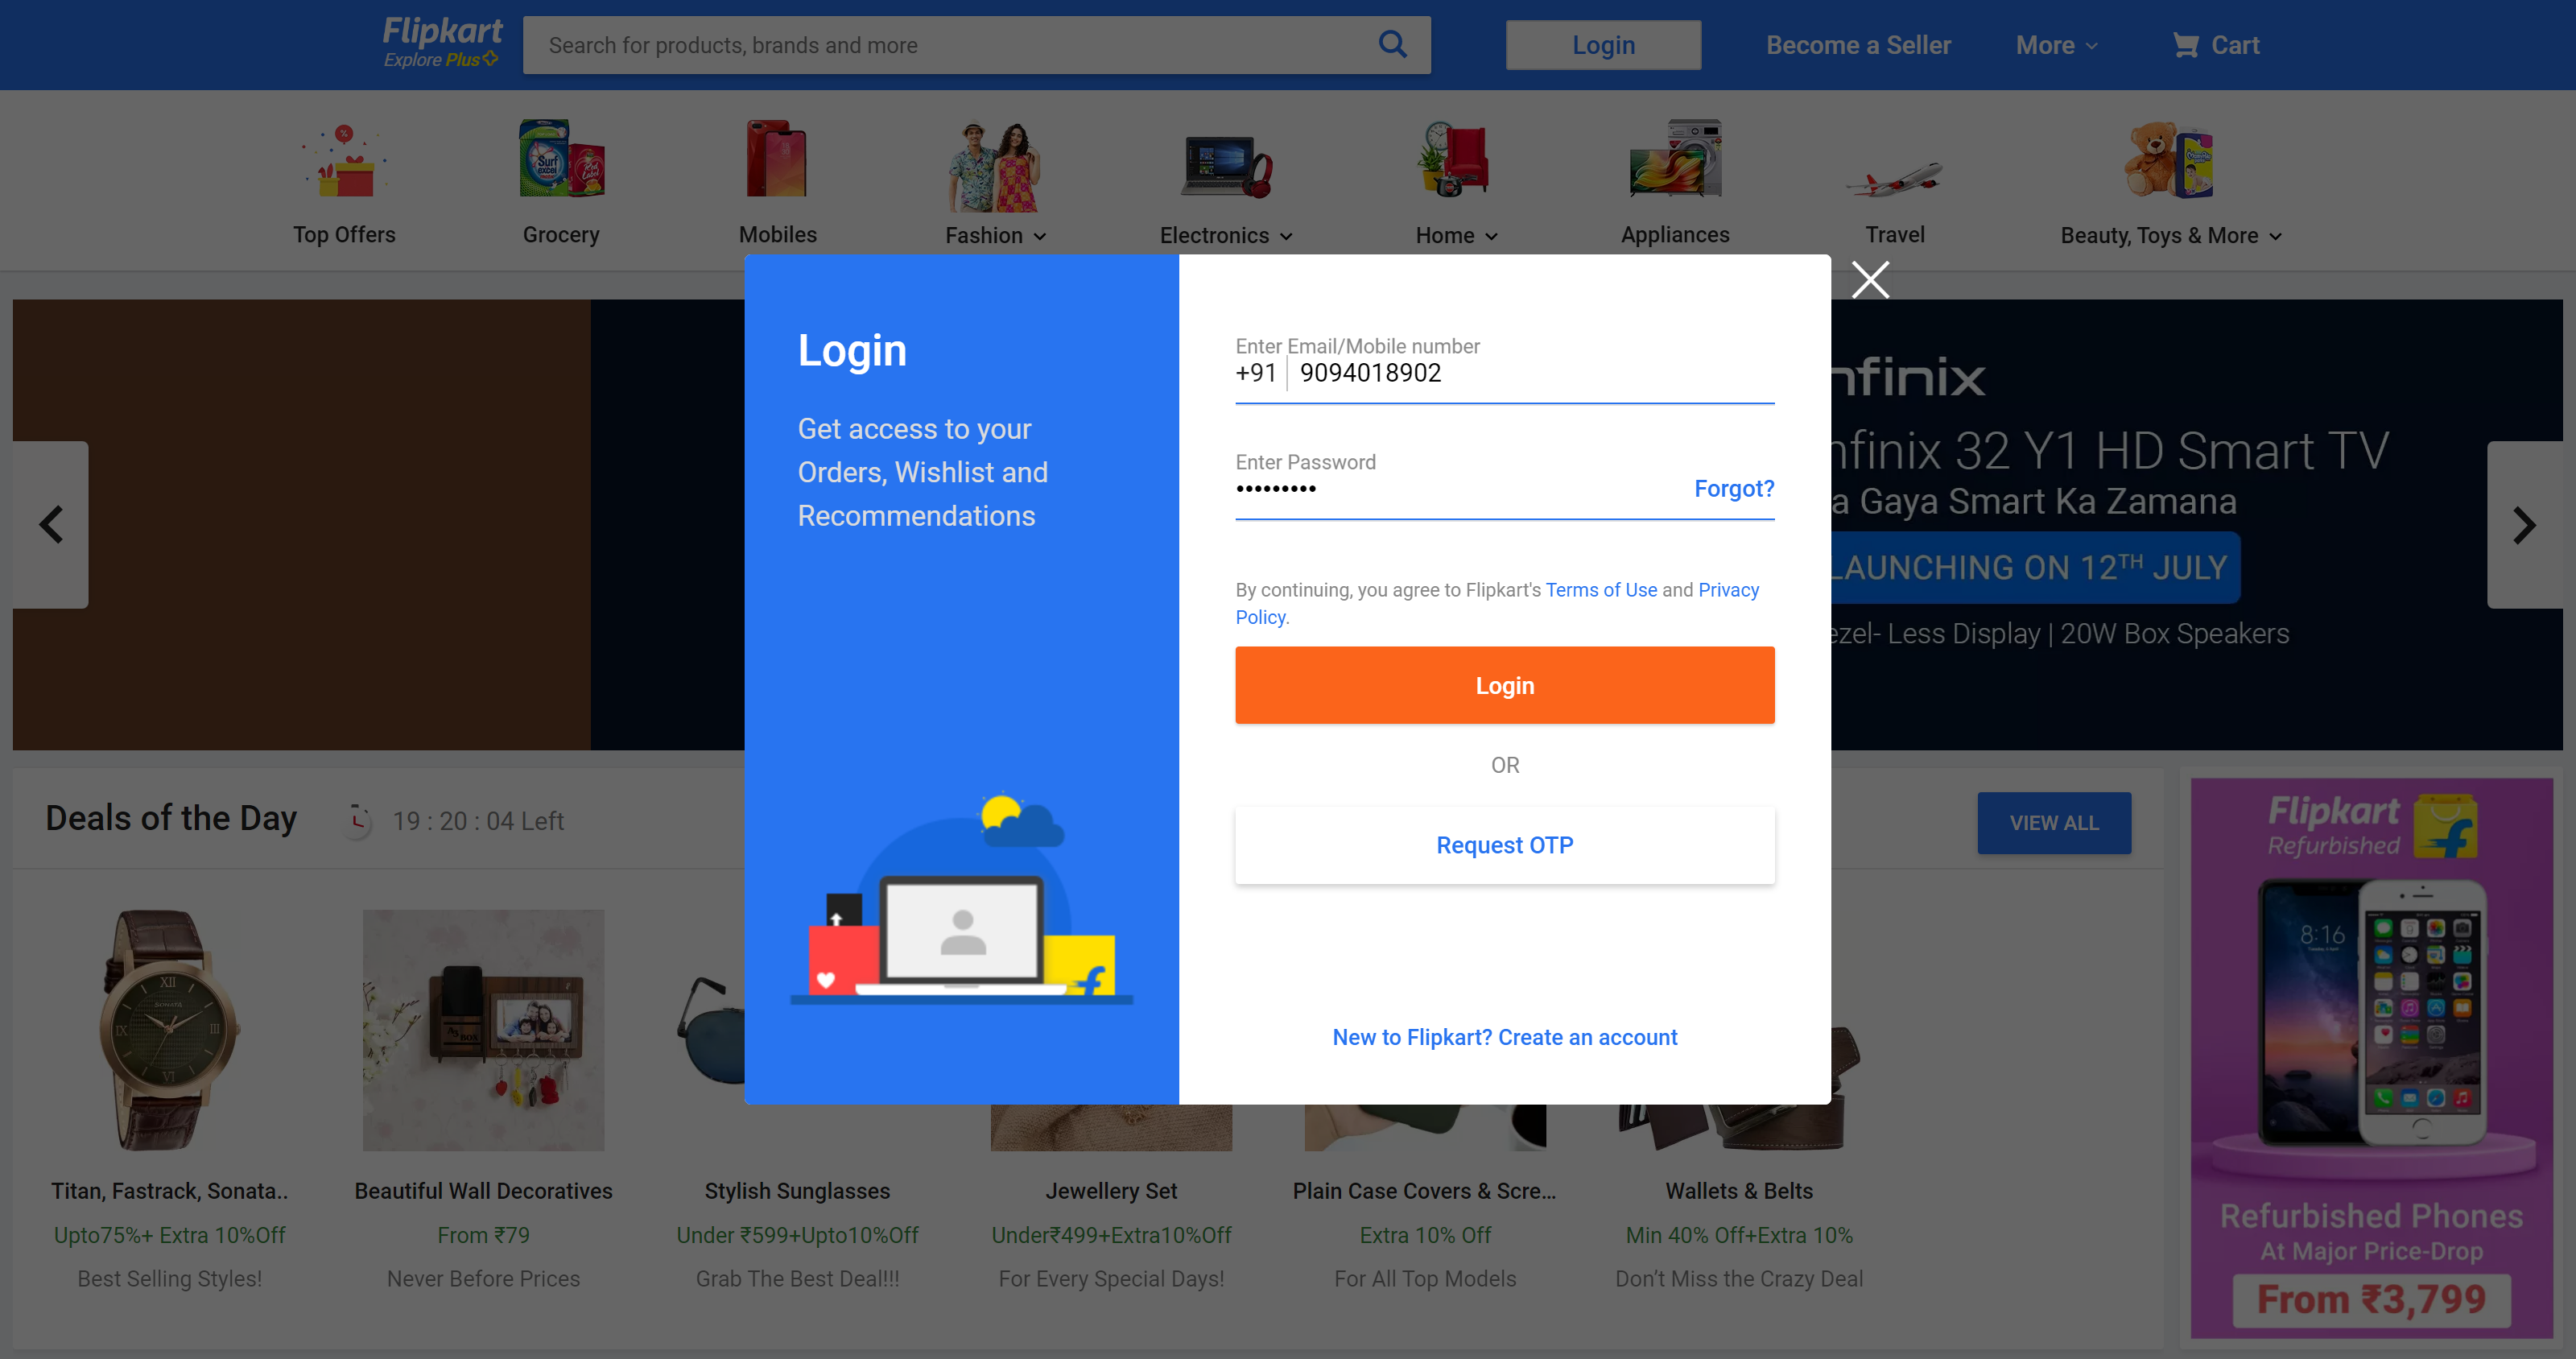 Flipkart
Explore Plus
Search for products, brands and more
Login
Become a Seller
More
Cart
Top Offers
Grocery
Mobiles
Fashion
Electronics
Home
Appliances
Travel
Beauty, Toys & More
Login
Get access to your
Orders, Wishlist and
Recommendations
Enter Email/Mobile number
+91 9094018902
Enter Password
•••••••••
Forgot?
By continuing, you agree to Flipkart's Terms of Use and Privacy
Policy.
Login
OR
Request OTP
New to Flipkart? Create an account
nfinix
nfinix 32 Y1 HD Smart TV
a Gaya Smart Ka Zamana
LAUNCHING ON 12TH JULY
ezel- Less Display | 20W Box Speakers
Deals of the Day
19 : 20 : 04 Left
VIEW ALL
Titan, Fastrack, Sonata..
Upto75%+ Extra 10%Off
Best Selling Styles!
Beautiful Wall Decoratives
From ₹79
Never Before Prices
Stylish Sunglasses
Under ₹599+Upto10%Off
Grab The Best Deal!!!
Jewellery Set
Under₹499+Extra10%Off
For Every Special Days!
Plain Case Covers & Scre...
Extra 10% Off
For All Top Models
Wallets & Belts
Min 40% Off+Extra 10%
Don’t Miss the Crazy Deal
Flipkart
Refurbished
8:16
Refurbished Phones
At Major Price-Drop
From ₹3,799